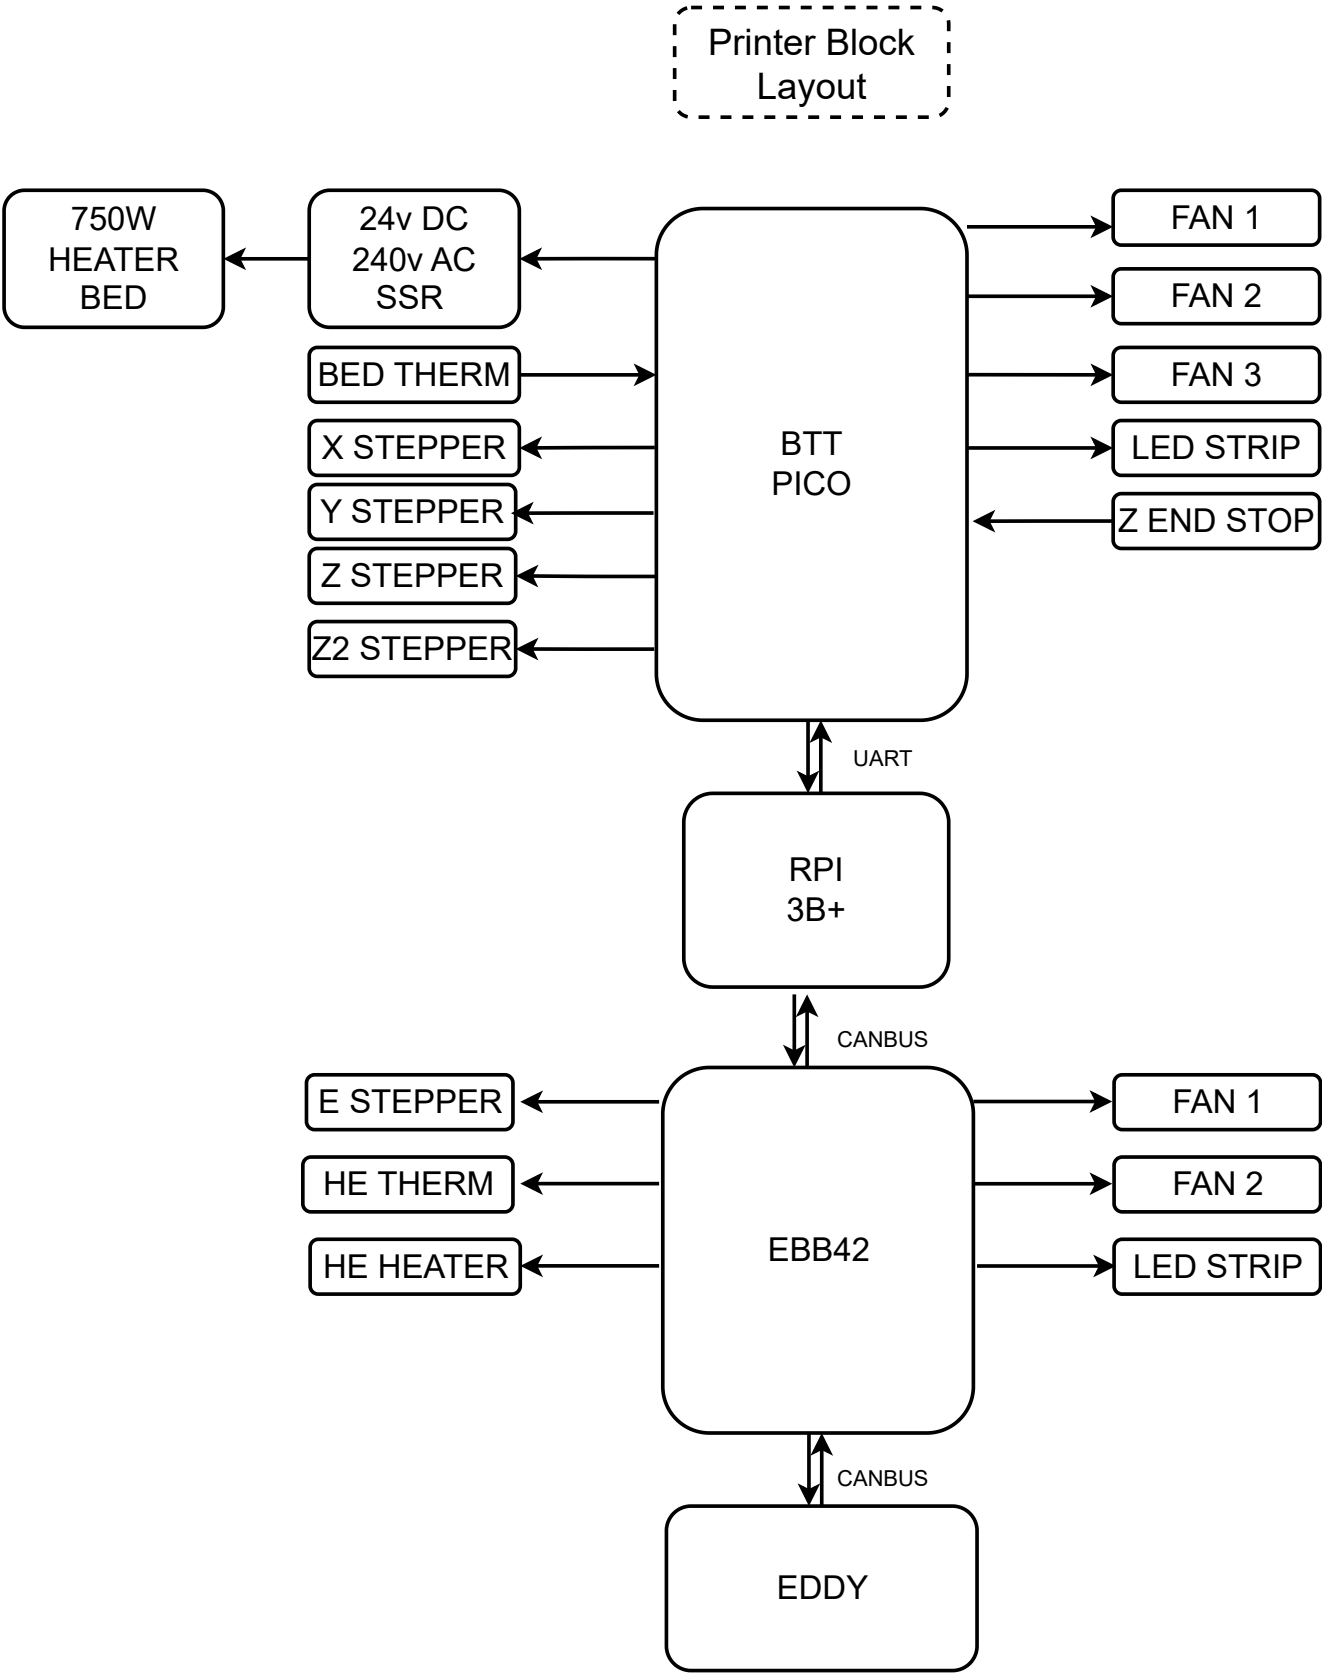 Printer Block
Layout
750W
HEATER
BED
24v DC
240v AC
SSR
BED THERM
X STEPPER
Y STEPPER
Z STEPPER
Z2 STEPPER
BTT
PICO
FAN 1
FAN 2
FAN 3
LED STRIP
Z END STOP
UART
RPI
3B+
CANBUS
E STEPPER
HE THERM
HE HEATER
EBB42
FAN 1
FAN 2
LED STRIP
CANBUS
EDDY